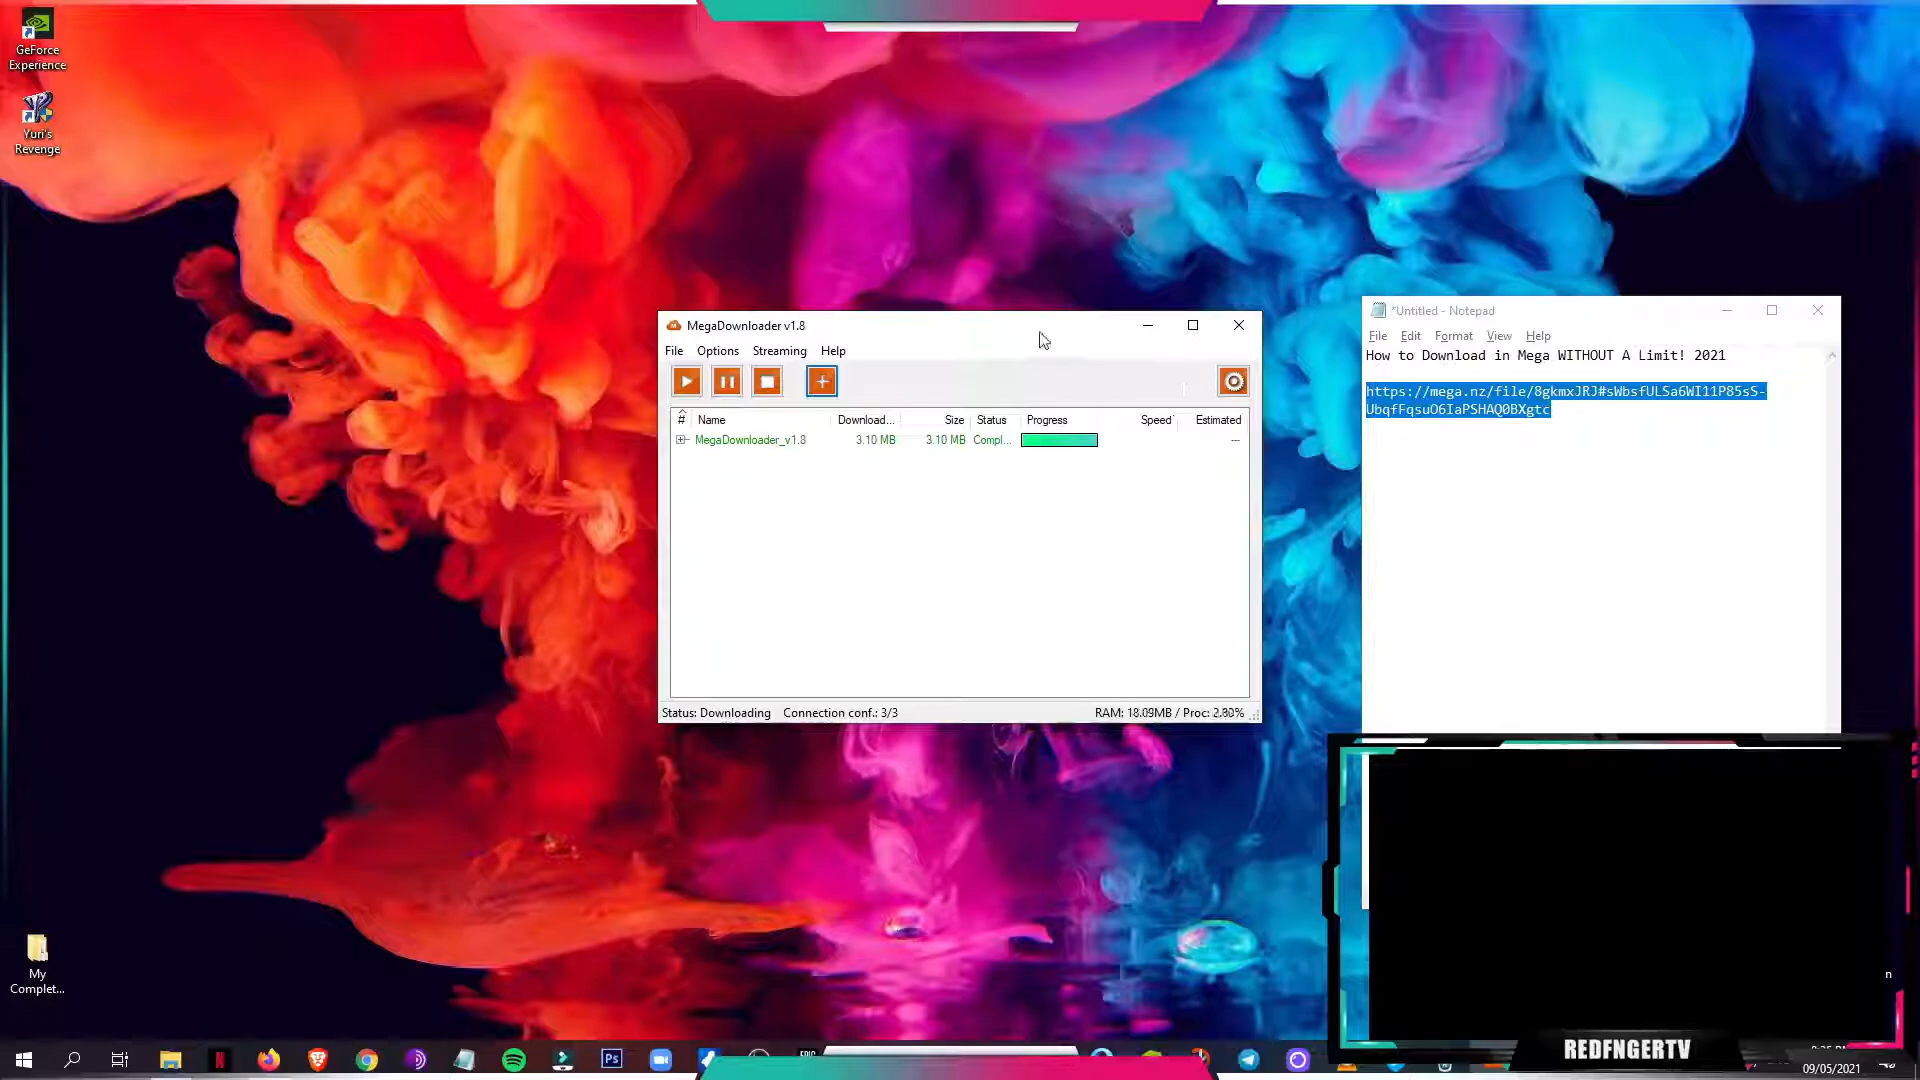 GeForce
Experience
Yuri's
Revenge
MegaDownloader v1.8
File Options Streaming Help
# Name Download... Size Status Progress Speed Estimated
MegaDownloader_v1.8 3.10 MB 3.10 MB Compl... ---
Status: Downloading Connection conf.: 3/3 RAM: 18.09MB / Proc: 2.80%
*Untitled - Notepad
File Edit Format View Help
How to Download in Mega WITHOUT A Limit! 2021
https://mega.nz/file/8gkmxJRJ#sWbsfULSa6WI11P85sS-
UbqfFqsuO6IaPSHAQ0BXgtc
My
Complet...
n
Ps
EPIC
REDFNGERTV
09/05/2021